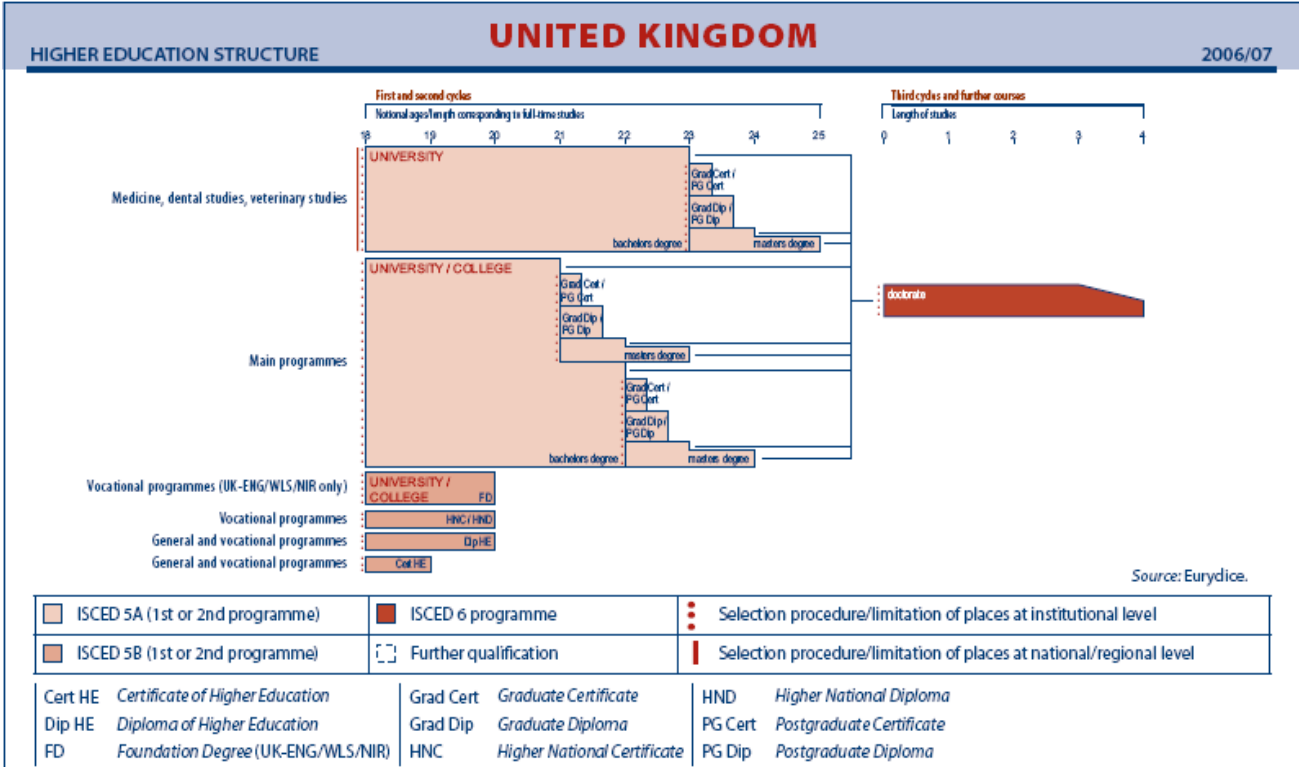 UNITED KINGDOM
HIGHER EDUCATION STRUCTURE 2006/07
First and second cycles
Notional ages/length corresponding to full-time studies
18 19 20 21 22 23 24 25
Third cycles and further courses
Length of studies
0 1 2 3 4
Medicine, dental studies, veterinary studies
UNIVERSITY
Grad Cert /
PG Cert
Grad Dip /
PG Dip
bachelors degree
masters degree
Main programmes
UNIVERSITY / COLLEGE
Grad Cert /
PG Cert
Grad Dip /
PG Dip
masters degree
Grad Cert /
PG Cert
Grad Dip /
PG Dip
bachelors degree
masters degree
doctorate
Vocational programmes (UK-ENG/WLS/NIR only)
UNIVERSITY /
COLLEGE FD
Vocational programmes HNC / HND
General and vocational programmes Dip HE
General and vocational programmes Cert HE
Source: Eurydice.
ISCED 5A (1st or 2nd programme)
ISCED 6 programme
Selection procedure/limitation of places at institutional level
ISCED 5B (1st or 2nd programme)
Further qualification
Selection procedure/limitation of places at national/regional level
Cert HE Certificate of Higher Education
Dip HE Diploma of Higher Education
FD Foundation Degree (UK-ENG/WLS/NIR)
Grad Cert Graduate Certificate
Grad Dip Graduate Diploma
HNC Higher National Certificate
HND Higher National Diploma
PG Cert Postgraduate Certificate
PG Dip Postgraduate Diploma